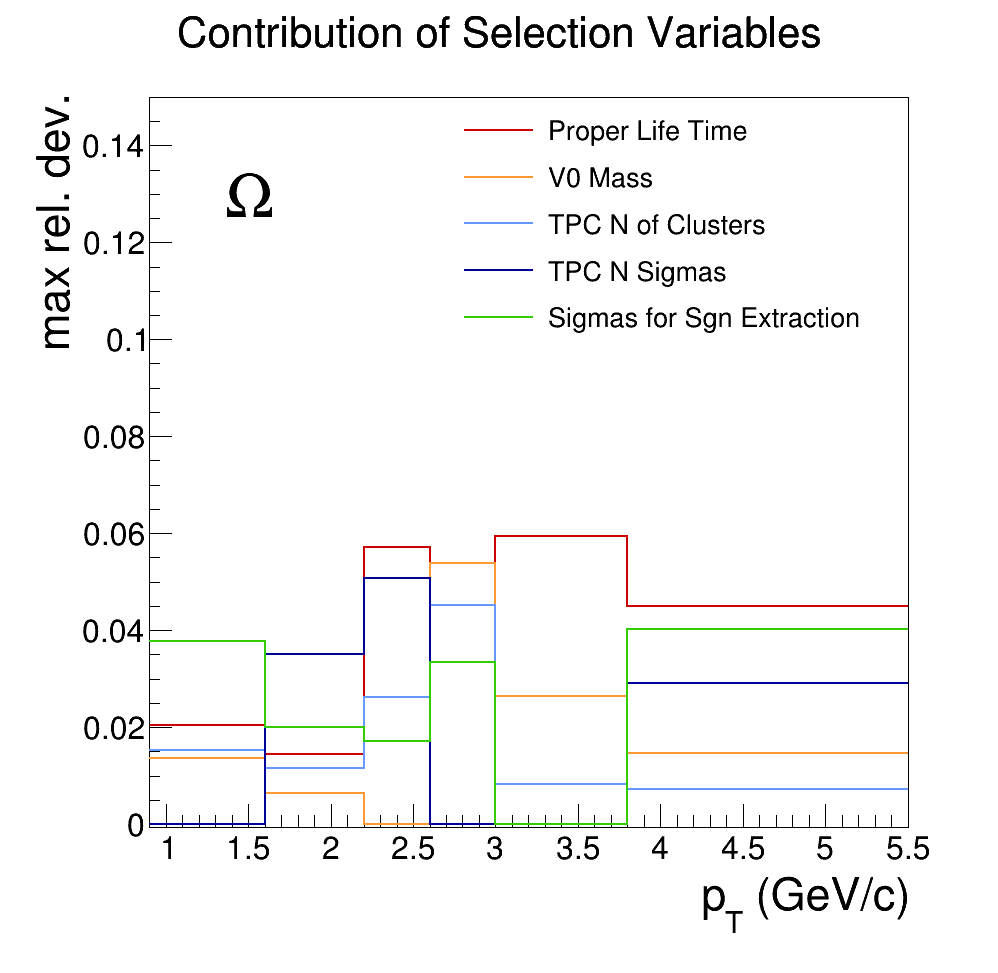 Contribution of Selection Variables
max rel. dev.
Ω
Proper Life Time
V0 Mass
TPC N of Clusters
TPC N Sigmas
Sigmas for Sgn Extraction
0.14
0.12
0.1
0.08
0.06
0.04
0.02
0
1 1.5 2 2.5 3 3.5 4 4.5 5 5.5
p_T (GeV/c)